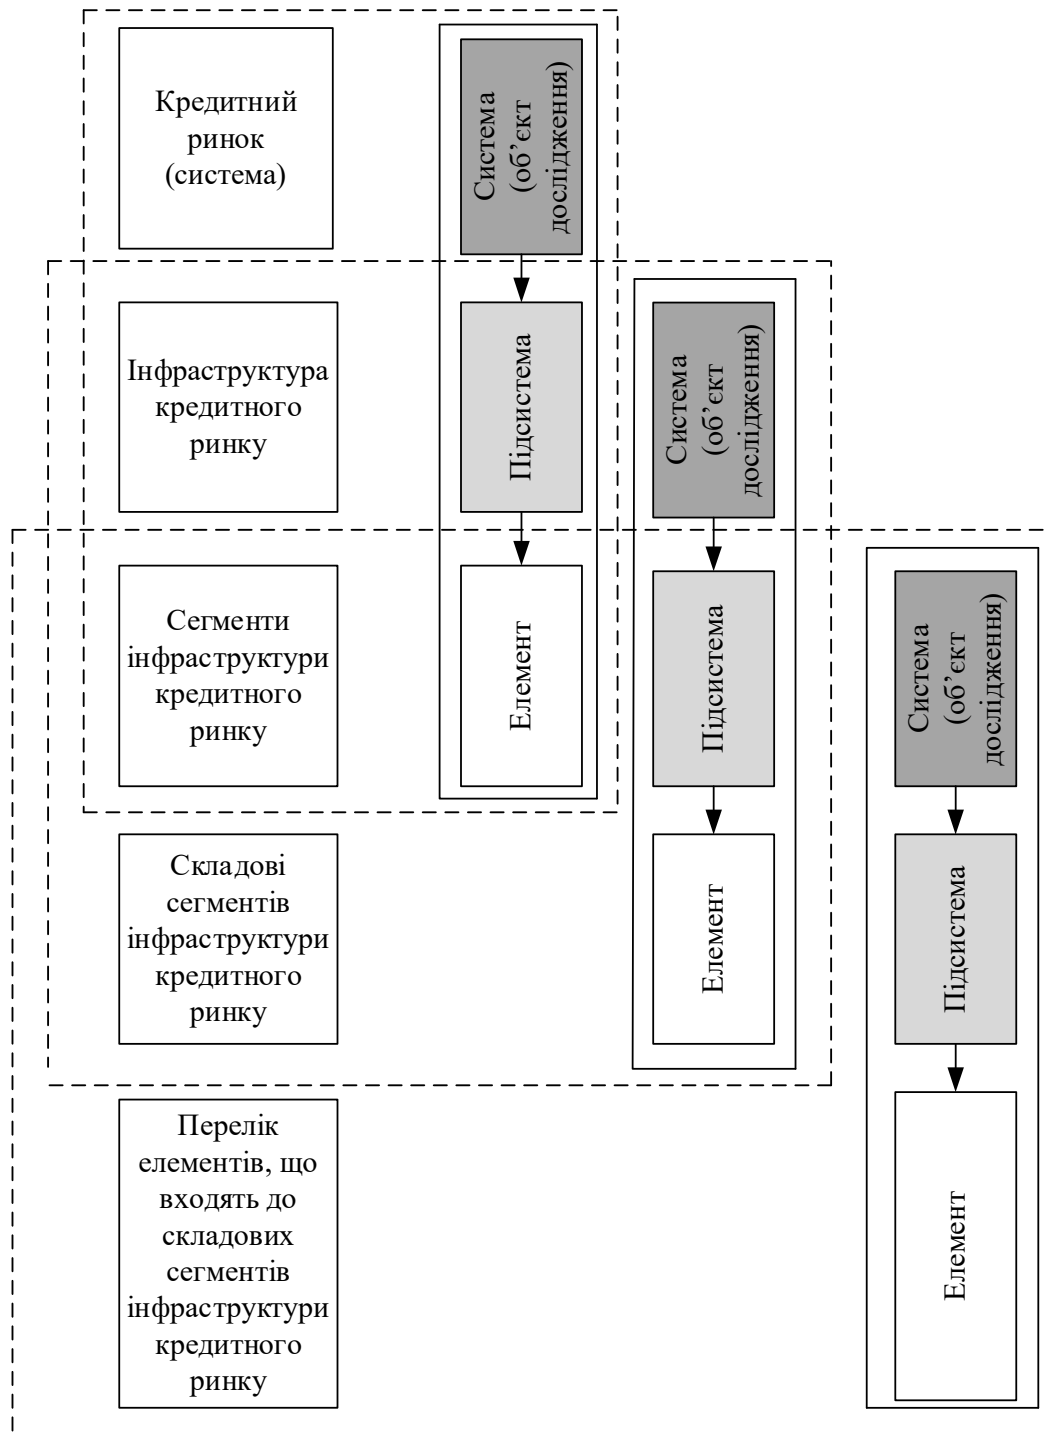 Кредитний
ринок
(система)
Система
(об’єкт
дослідження)
Інфраструктура
кредитного
ринку
Підсистема
Система
(об’єкт
дослідження)
Сегменти
інфраструктури
кредитного
ринку
Елемент
Підсистема
Система
(об’єкт
дослідження)
Складові
сегментів
інфраструктури
кредитного
ринку
Елемент
Підсистема
Перелік
елементів, що
входять до
складових
сегментів
інфраструктури
кредитного
ринку
Елемент